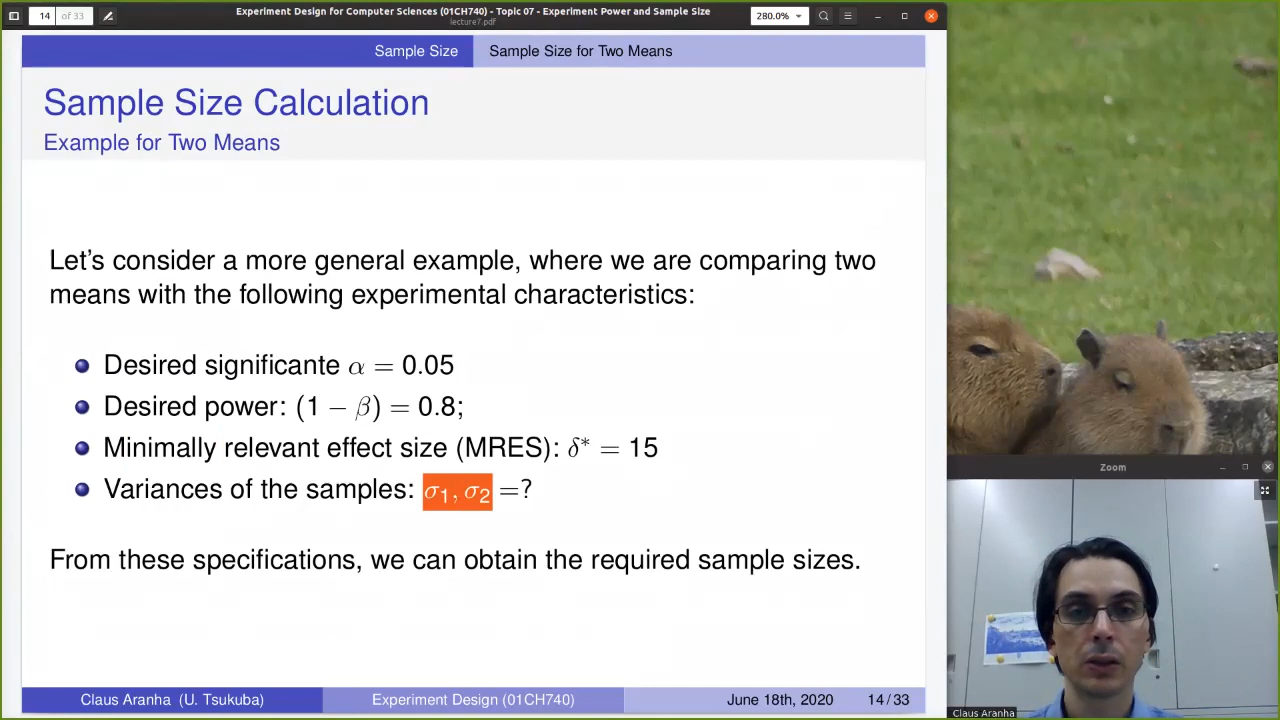 14 of 33
Experiment Design for Computer Sciences (01CH740) - Topic 07 - Experiment Power and Sample Size
lecture7.pdf
280.0%
Sample Size
Sample Size for Two Means
Sample Size Calculation
Example for Two Means
Let's consider a more general example, where we are comparing two
means with the following experimental characteristics:
Desired significante α = 0.05
Desired power: (1 − β) = 0.8;
Minimally relevant effect size (MRES): δ* = 15
Variances of the samples: σ₁, σ₂ =?
From these specifications, we can obtain the required sample sizes.
Claus Aranha (U. Tsukuba)
Experiment Design (01CH740)
June 18th, 2020
14 / 33
Zoom
Claus Aranha